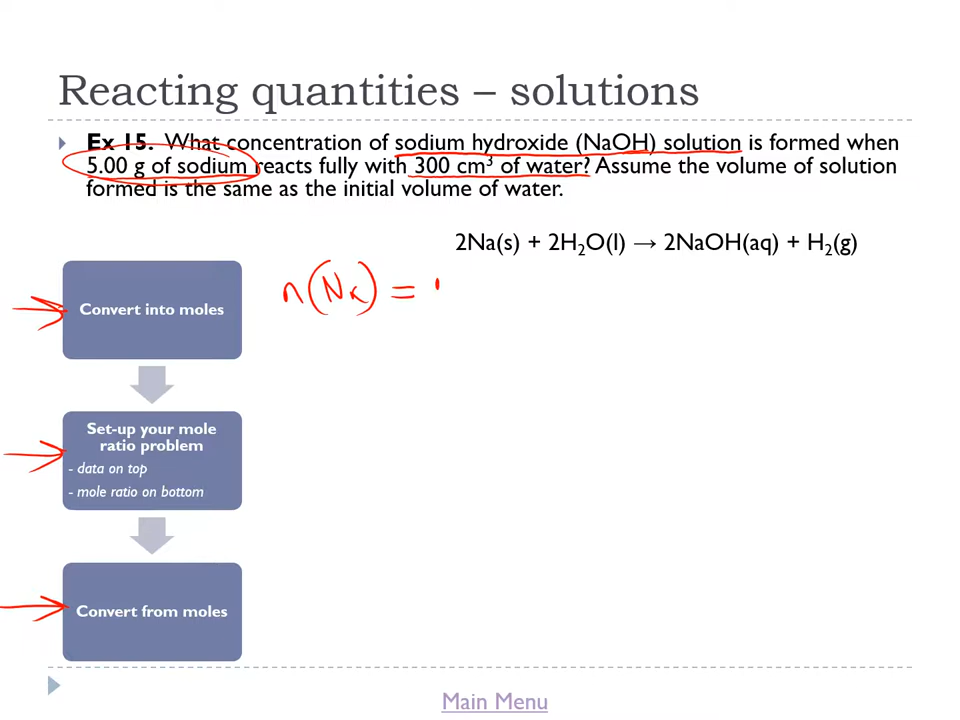 Reacting quantities – solutions
Ex 15. What concentration of sodium hydroxide (NaOH) solution is formed when
5.00 g of sodium reacts fully with 300 cm³ of water? Assume the volume of solution
formed is the same as the initial volume of water.
2Na(s) + 2H₂O(l) → 2NaOH(aq) + H₂(g)
n(Na) =
Convert into moles
Set-up your mole
ratio problem
- data on top
- mole ratio on bottom
Convert from moles
Main Menu